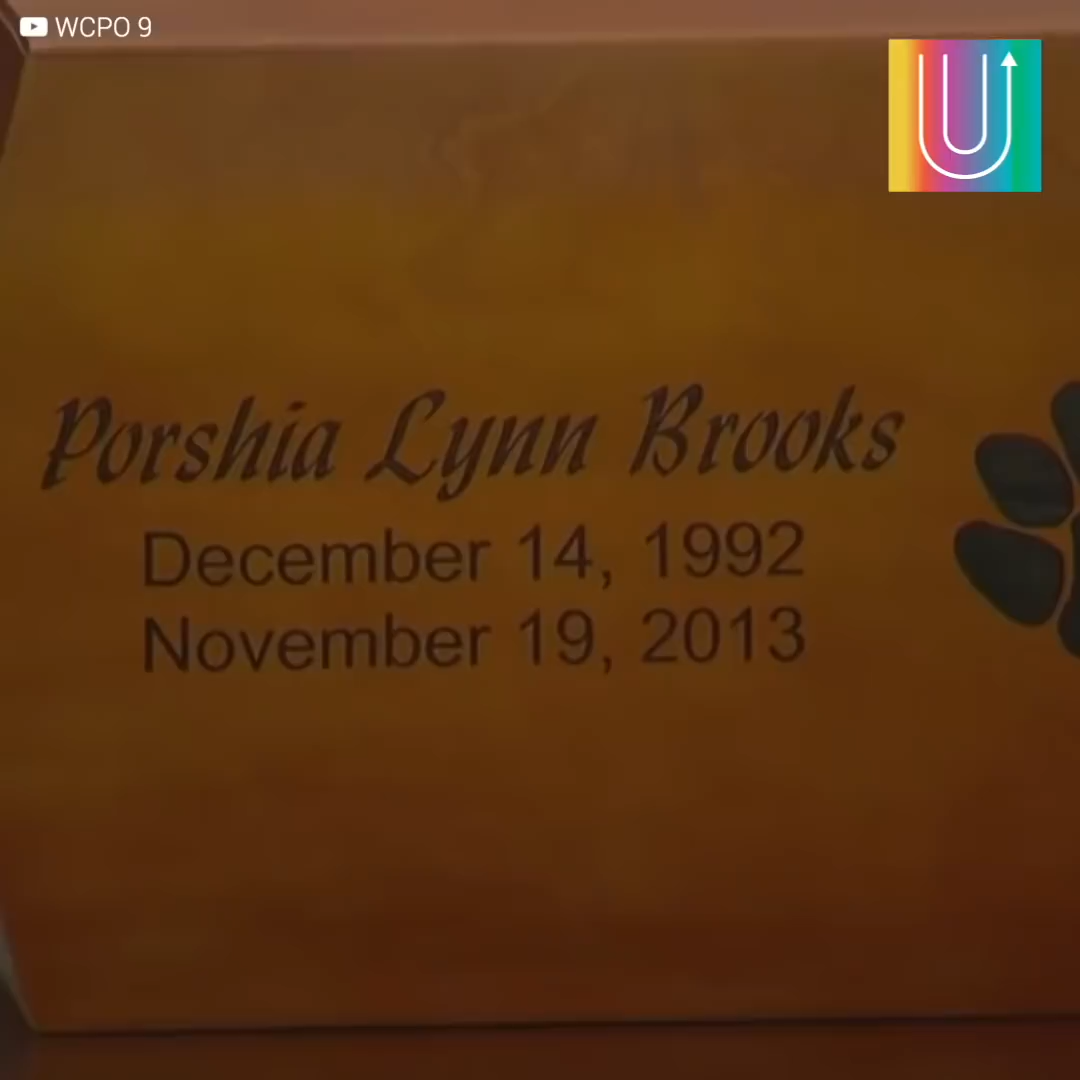 WCPO 9
Porshia Lynn Brooks
December 14, 1992
November 19, 2013